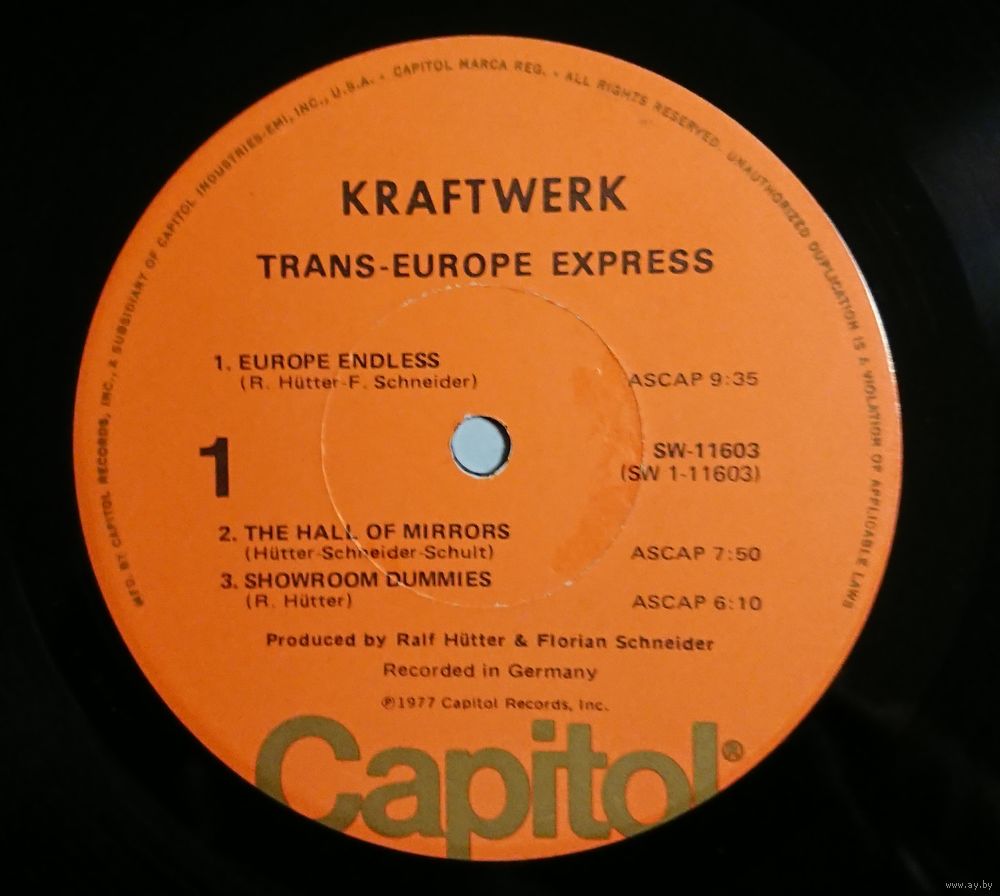 MFD. BY CAPITOL RECORDS, INC., A SUBSIDIARY OF CAPITOL INDUSTRIES-EMI, INC., U.S.A. • CAPITOL MARCA REG. • ALL RIGHTS RESERVED. UNAUTHORIZED DUPLICATION IS A VIOLATION OF APPLICABLE LAWS
KRAFTWERK
TRANS-EUROPE EXPRESS
1. EUROPE ENDLESS
(R. Hütter-F. Schneider) ASCAP 9:35
1
SW-11603
(SW 1-11603)
2. THE HALL OF MIRRORS
(Hütter-Schneider-Schult) ASCAP 7:50
3. SHOWROOM DUMMIES
(R. Hütter) ASCAP 6:10
Produced by Ralf Hütter & Florian Schneider
Recorded in Germany
℗1977 Capitol Records, Inc.
Capitol®
www.ay.by